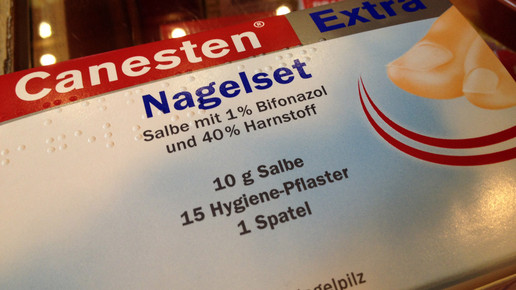 Canesten® Extra
Nagelset
Salbe mit 1% Bifonazol
und 40% Harnstoff
10 g Salbe
15 Hygiene-Pflaster
1 Spatel